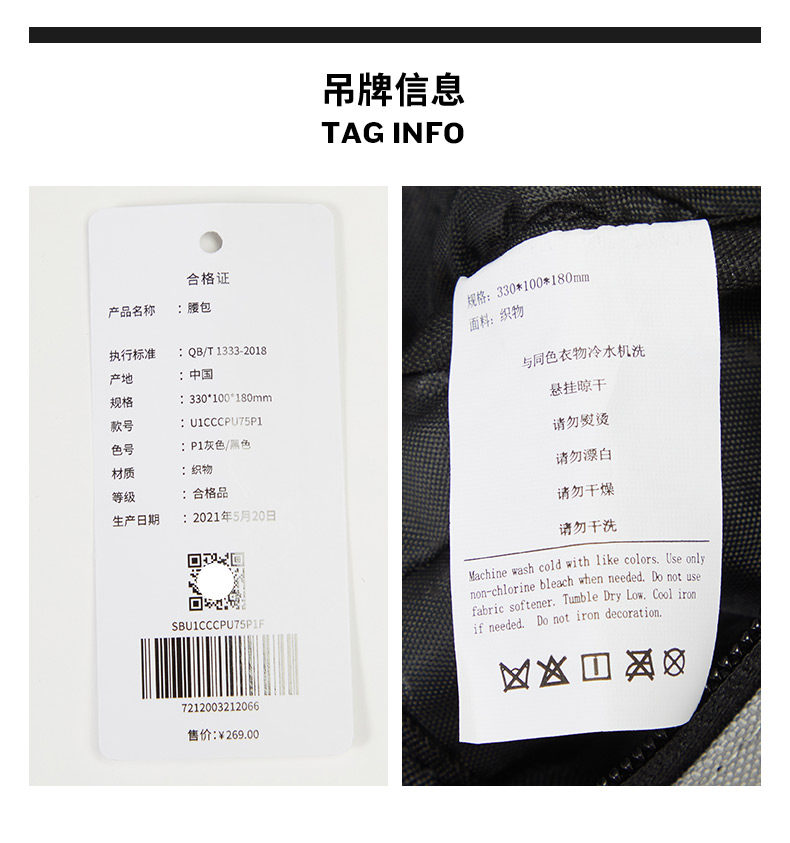 吊牌信息
TAG INFO
合格证
产品名称 : 腰包
执行标准 : QB/T 1333-2018
产地 : 中国
规格 : 330*100*180mm
款号 : U1CCCPU75P1
色号 : P1灰色/黑色
材质 : 织物
等级 : 合格品
生产日期 : 2021年5月20日
SBU1CCCPU75P1F
7212003212066
售价:¥269.00
规格: 330*100*180mm
面料: 织物
与同色衣物冷水机洗
悬挂晾干
请勿熨烫
请勿漂白
请勿干燥
请勿干洗
Machine wash cold with like colors. Use only
non-chlorine bleach when needed. Do not use
fabric softener. Tumble Dry Low. Cool iron
if needed. Do not iron decoration.